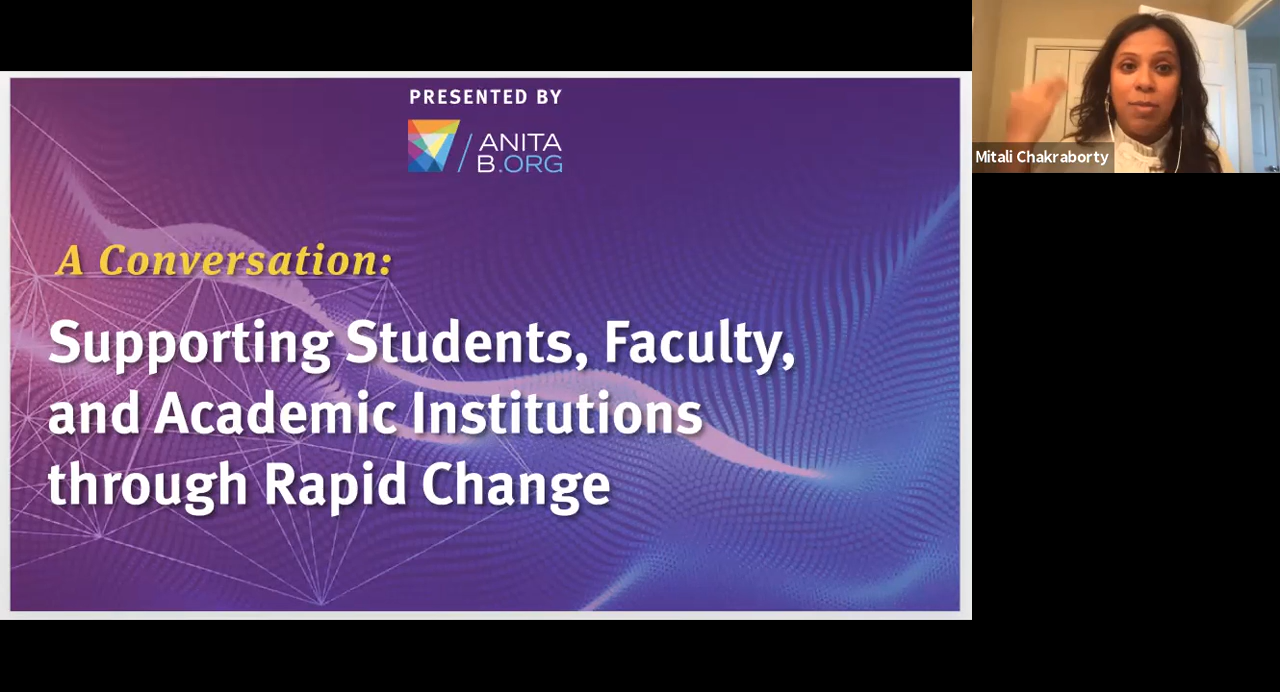 PRESENTED BY
ANITA
B.ORG
A Conversation:
Supporting Students, Faculty,
and Academic Institutions
through Rapid Change
Mitali Chakraborty